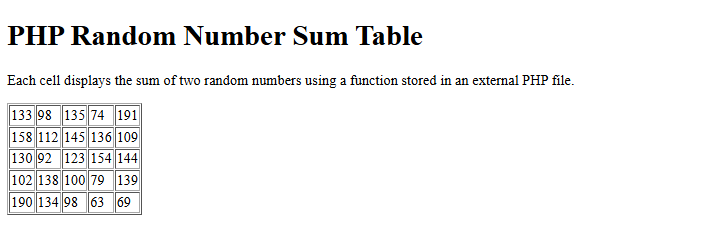 PHP Random Number Sum Table
Each cell displays the sum of two random numbers using a function stored in an external PHP file.
133 98 135 74 191
158 112 145 136 109
130 92 123 154 144
102 138 100 79 139
190 134 98 63 69